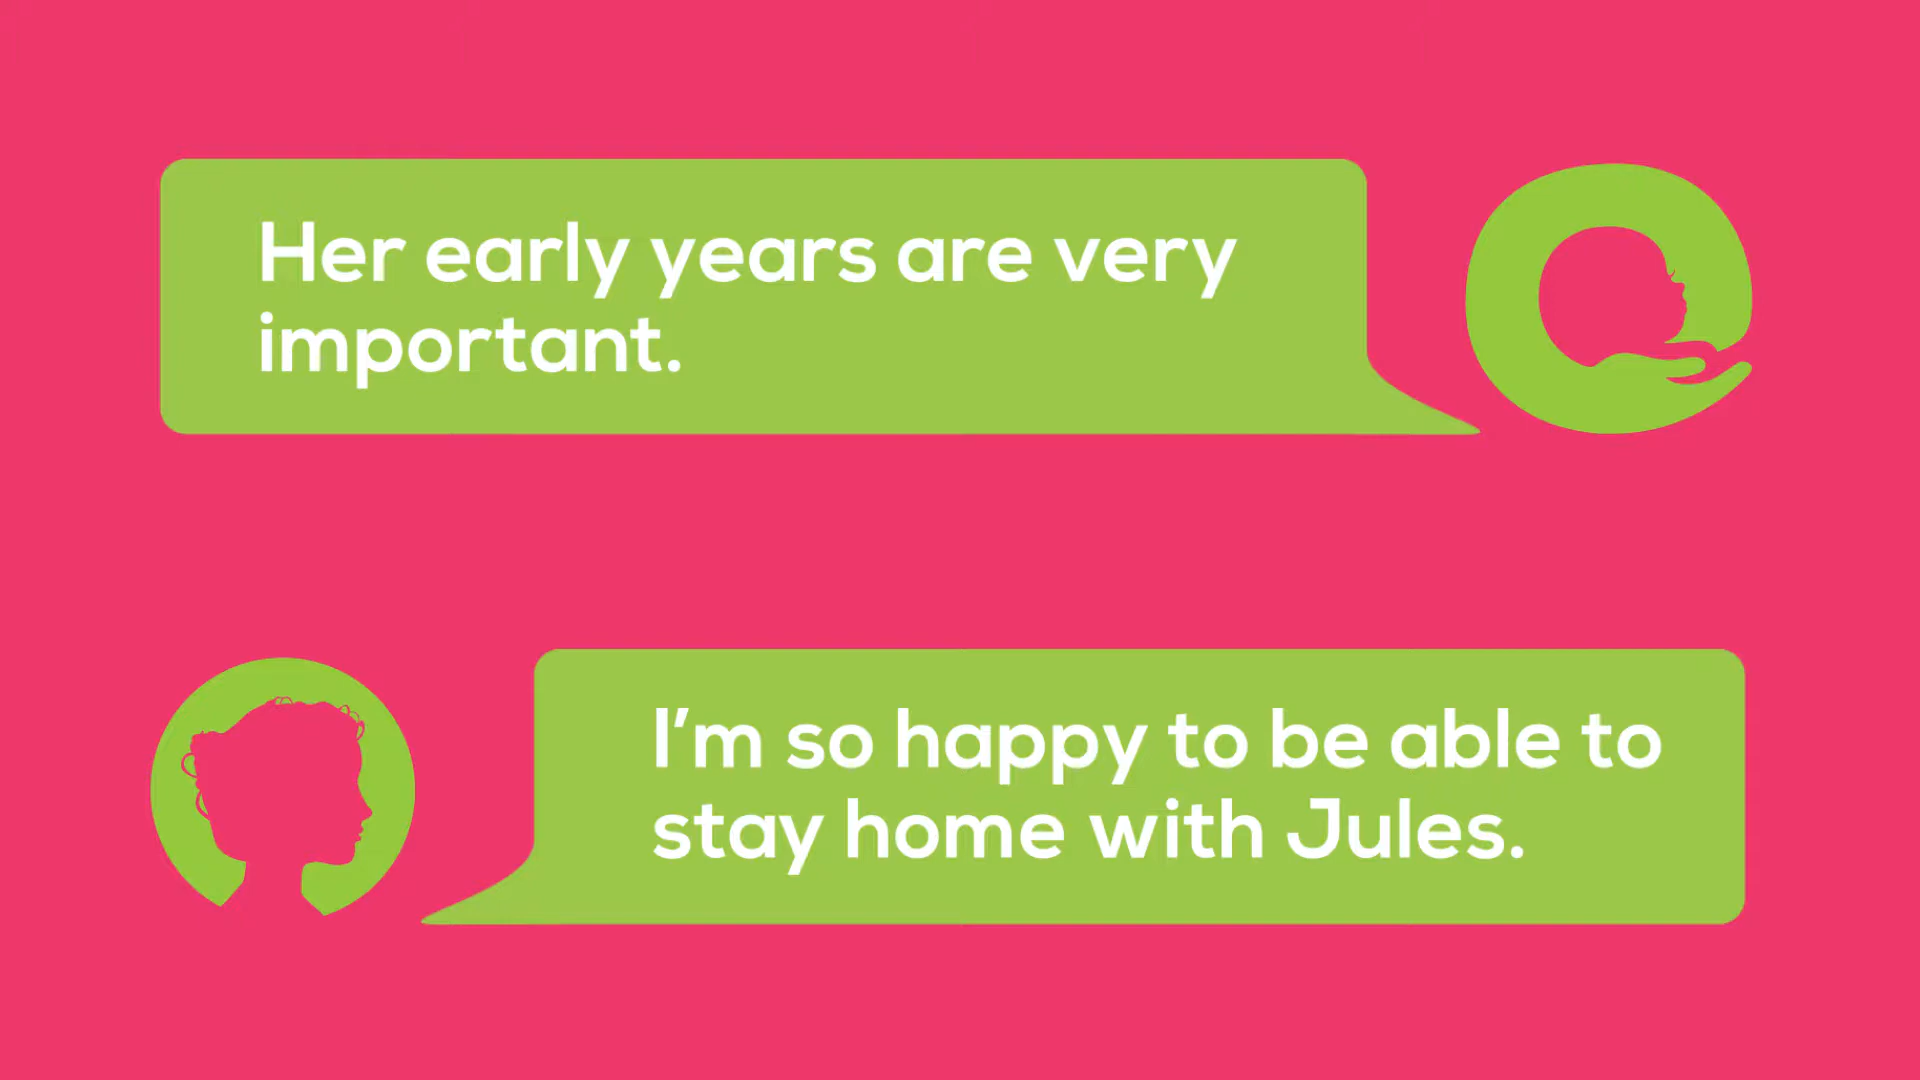 Her early years are very
important.
I’m so happy to be able to
stay home with Jules.